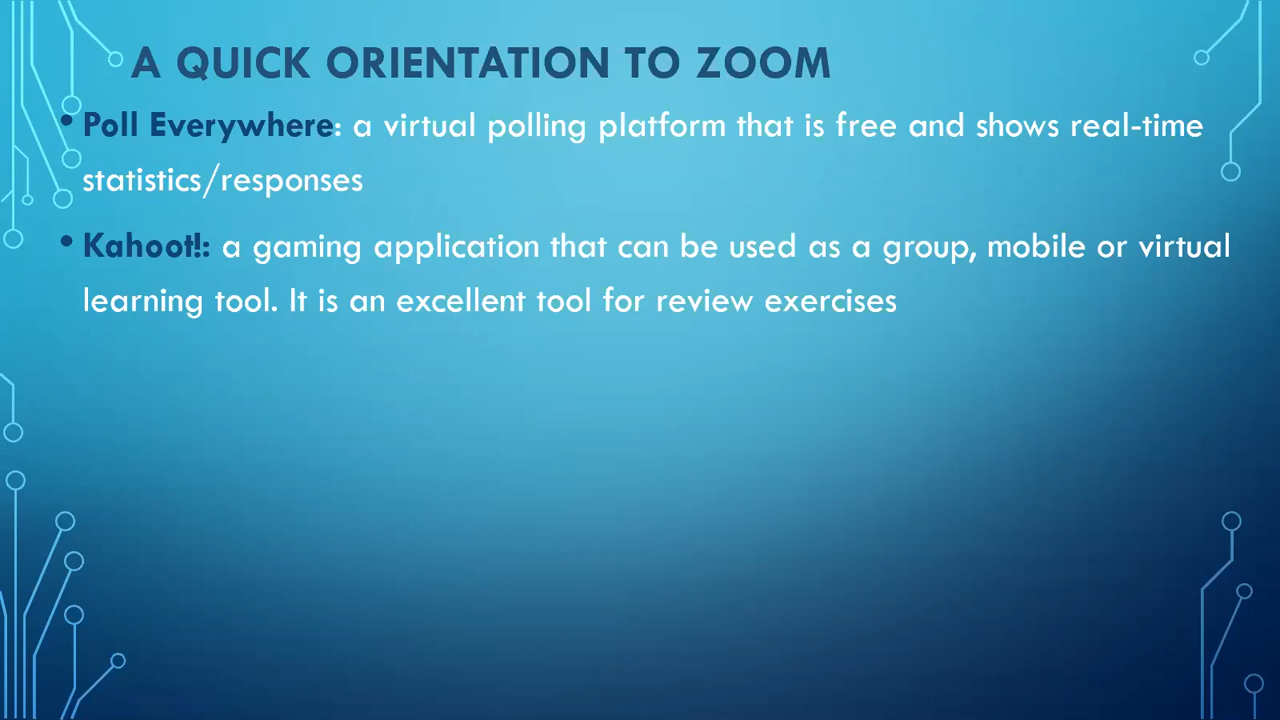 A QUICK ORIENTATION TO ZOOM
• Poll Everywhere: a virtual polling platform that is free and shows real-time
statistics/responses
• Kahoot!: a gaming application that can be used as a group, mobile or virtual
learning tool. It is an excellent tool for review exercises